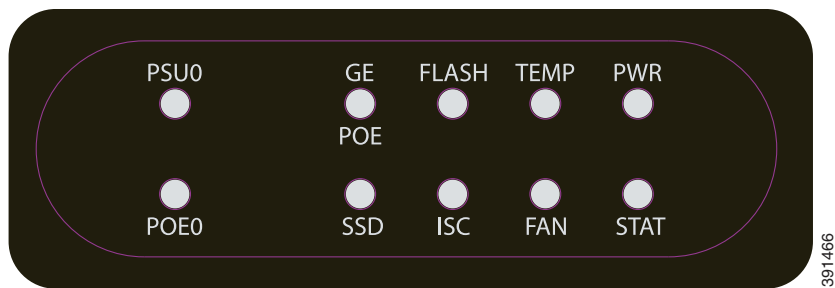 PSU0 GE FLASH TEMP PWR
POE
POE0 SSD ISC FAN STAT
391466